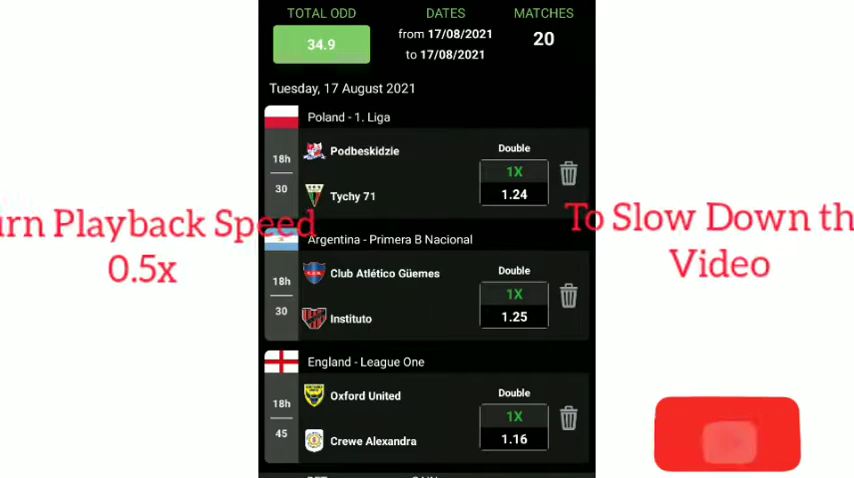 TOTAL ODD
DATES
MATCHES
34.9
from 17/08/2021
to 17/08/2021
20
Tuesday, 17 August 2021
Poland - 1. Liga
18h
30
Podbeskidzie
Tychy 71
Double
1X
1.24
urn Playback Speed
0.5x
To Slow Down th
Video
Argentina - Primera B Nacional
18h
30
Club Atlético Güemes
Instituto
Double
1X
1.25
England - League One
18h
45
Oxford United
Crewe Alexandra
Double
1X
1.16